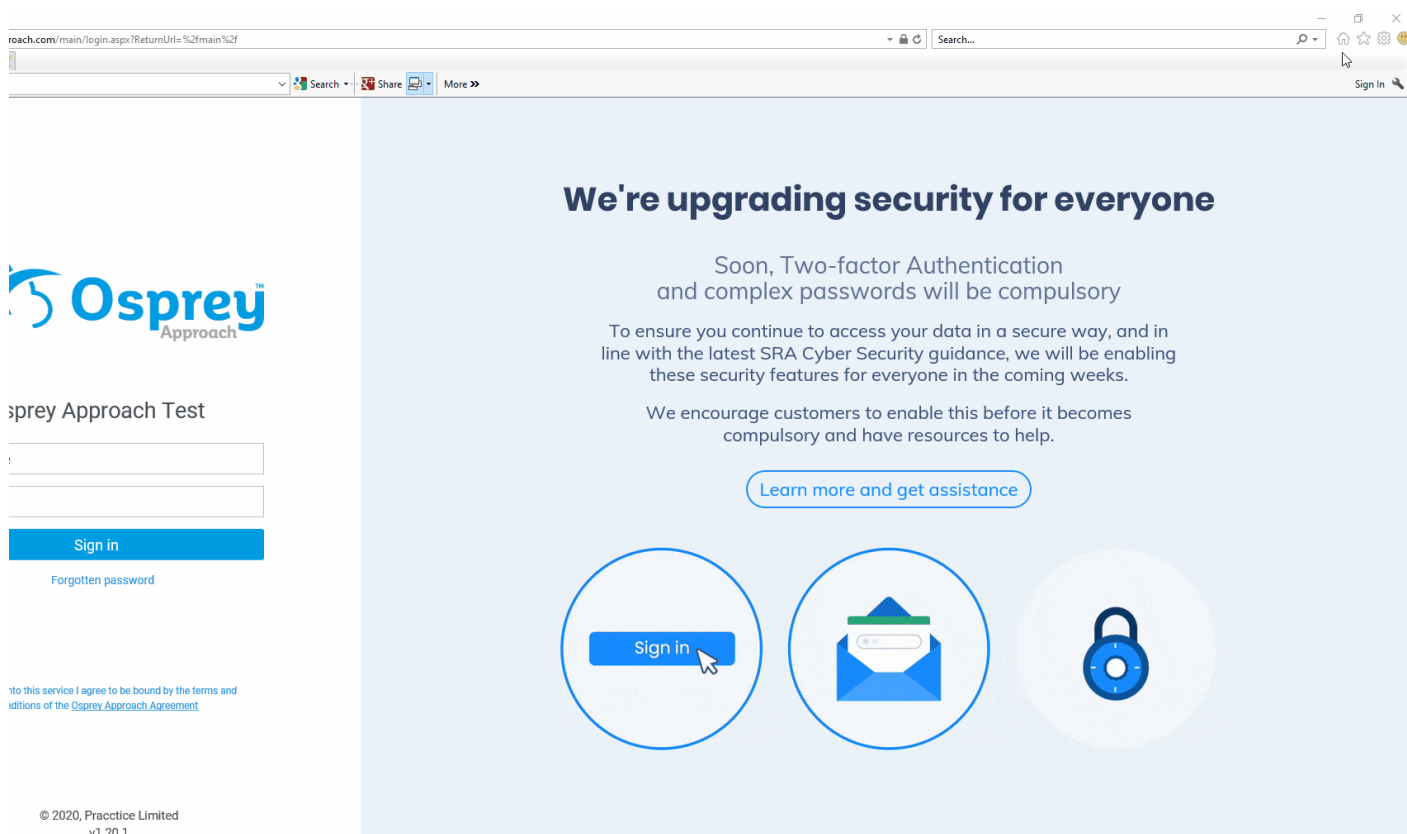 roach.com/main/login.aspx?ReturnUrl=%2fmain%2f
Search...
Search
Share
More »
Sign In
Osprey™
Approach
sprey Approach Test
Sign in
Forgotten password
nto this service I agree to be bound by the terms and
nditions of the Osprey Approach Agreement
© 2020, Pracctice Limited
v1.20.1
We're upgrading security for everyone
Soon, Two-factor Authentication
and complex passwords will be compulsory
To ensure you continue to access your data in a secure way, and in
line with the latest SRA Cyber Security guidance, we will be enabling
these security features for everyone in the coming weeks.
We encourage customers to enable this before it becomes
compulsory and have resources to help.
Learn more and get assistance
Sign in